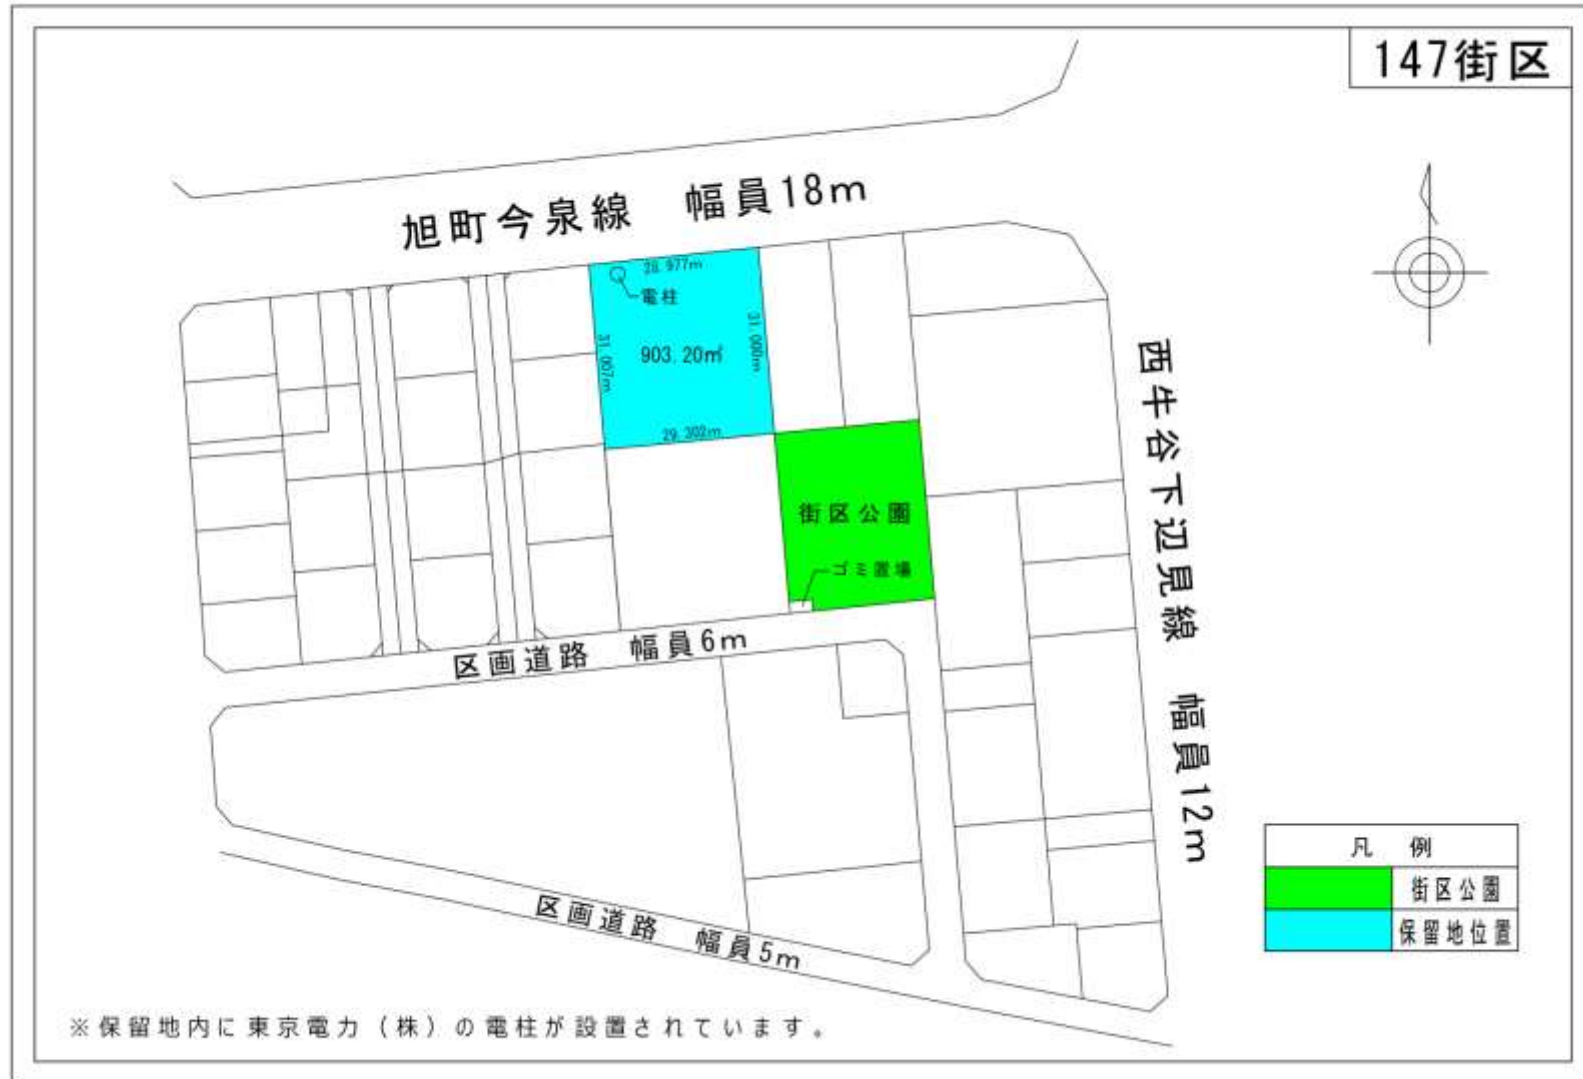 147街区
旭町今泉線 幅員18m
28.977m
電柱
31.007m
903.20㎡
31.000m
29.302m
街区公園
ゴミ置場
区画道路 幅員6m
西牛谷下辺見線 幅員12m
区画道路 幅員5m
凡 例
街区公園
保留地位置
※保留地内に東京電力（株）の電柱が設置されています。